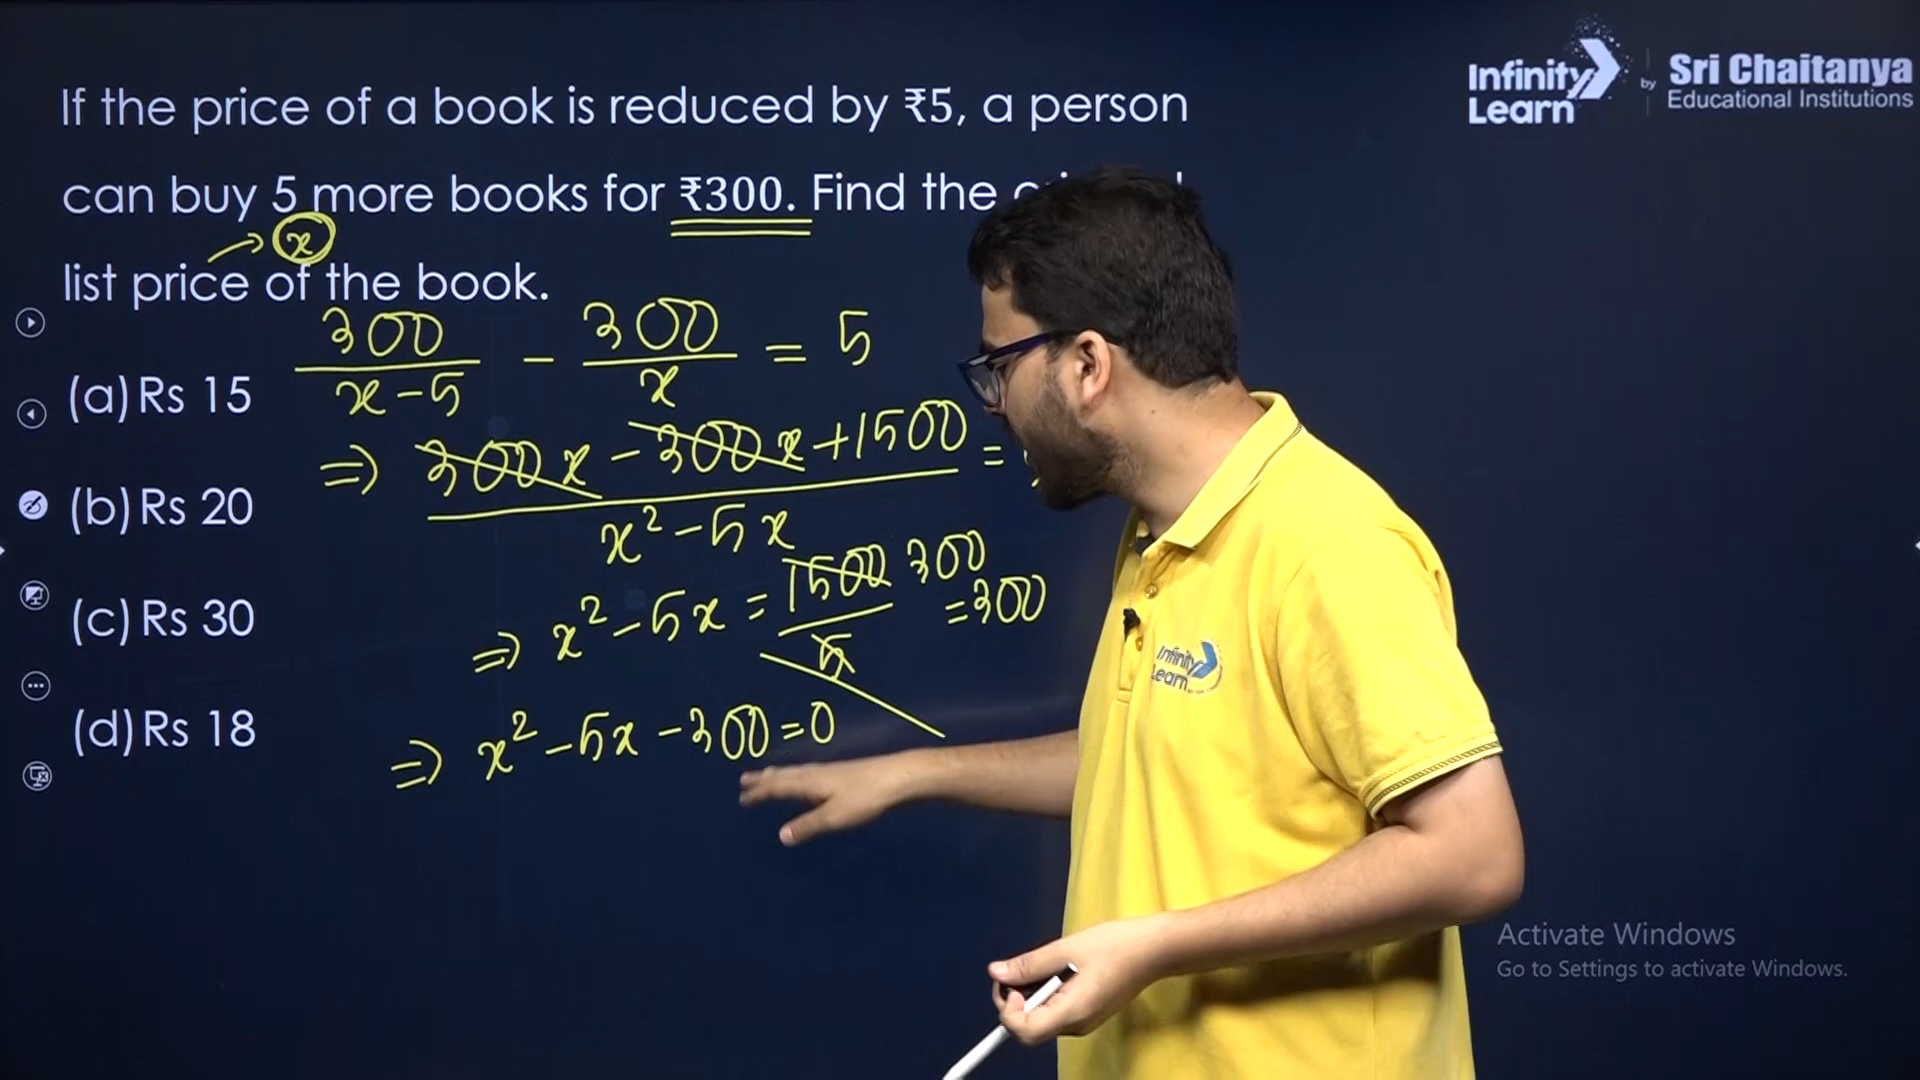 If the price of a book is reduced by ₹5, a person
can buy 5 more books for ₹300. Find the
list price of the book.
→ x
(a) Rs 15
(b) Rs 20
(c) Rs 30
(d) Rs 18
300/(x-5) - 300/x = 5
⇒ (300x - 300x + 1500)/(x² - 5x) =
⇒ x² - 5x = 1500/5 300
= 300
⇒ x² - 5x - 300 = 0
Infinity Learn by Sri Chaitanya
Educational Institutions
Infinity
Learn
Activate Windows
Go to Settings to activate Windows.